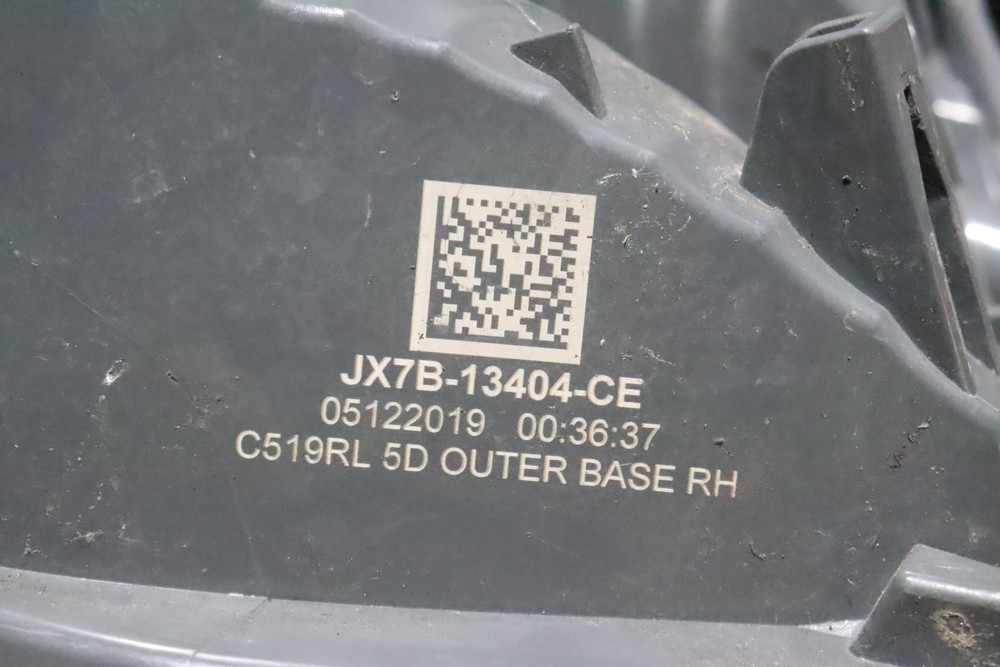 JX7B-13404-CE
05122019 00:36:37
C519RL 5D OUTER BASE RH